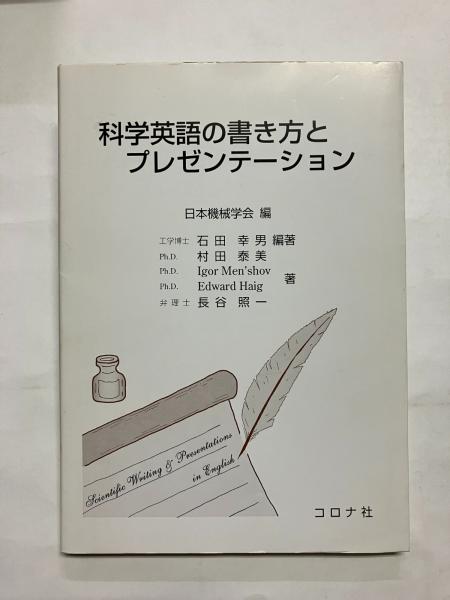 科学英語の書き方と
プレゼンテーション
日本機械学会 編
工学博士 石田 幸男 編著
Ph.D. 村田 泰美
Ph.D. Igor Men'shov
Ph.D. Edward Haig
著
弁理士 長谷 照一
Scientific Writing & Presentations
in English
コロナ社